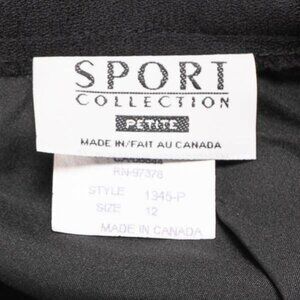 SPORT
COLLECTION
PETITE
MADE IN/FAIT AU CANADA
RN-97378
STYLE 1345-P
SIZE 12
MADE IN CANADA